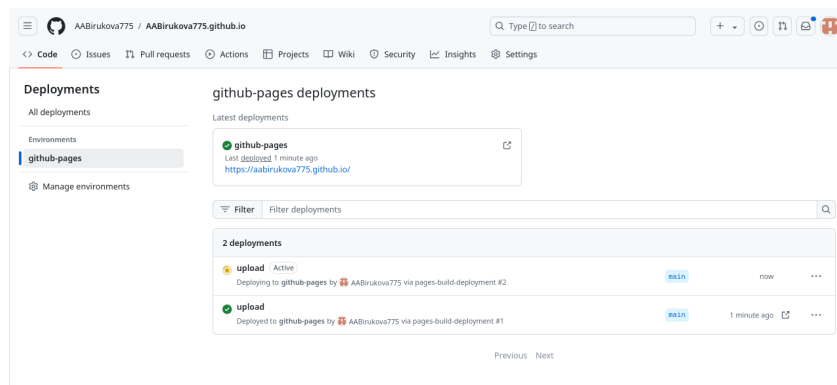 AABirukova775 / AABirukova775.github.io
Type / to search
Code Issues Pull requests Actions Projects Wiki Security Insights Settings
Deployments
All deployments
Environments
github-pages
Manage environments
github-pages deployments
Latest deployments
github-pages
Last deployed 1 minute ago
https://aabirukova775.github.io/
Filter Filter deployments
2 deployments
upload Active
Deploying to github-pages by AABirukova775 via pages-build-deployment #2
main now
upload
Deployed to github-pages by AABirukova775 via pages-build-deployment #1
main 1 minute ago
Previous Next